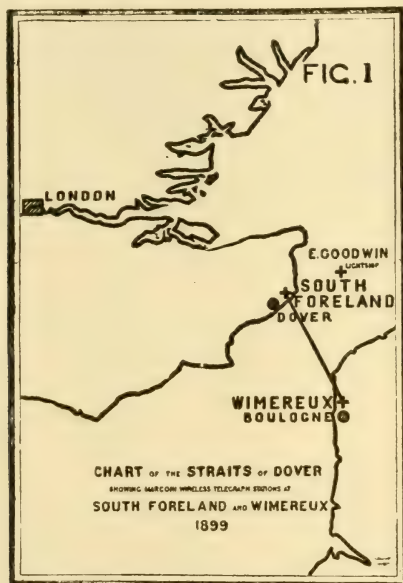 FIG. 1
LONDON
E. GOODWIN
LIGHTSHIP
SOUTH
FORELAND
DOVER
WIMEREUX
BOULOGNE
CHART OF THE STRAITS OF DOVER
SHOWING MARCONI WIRELESS TELEGRAPH STATIONS AT
SOUTH FORELAND AND WIMEREUX
1899